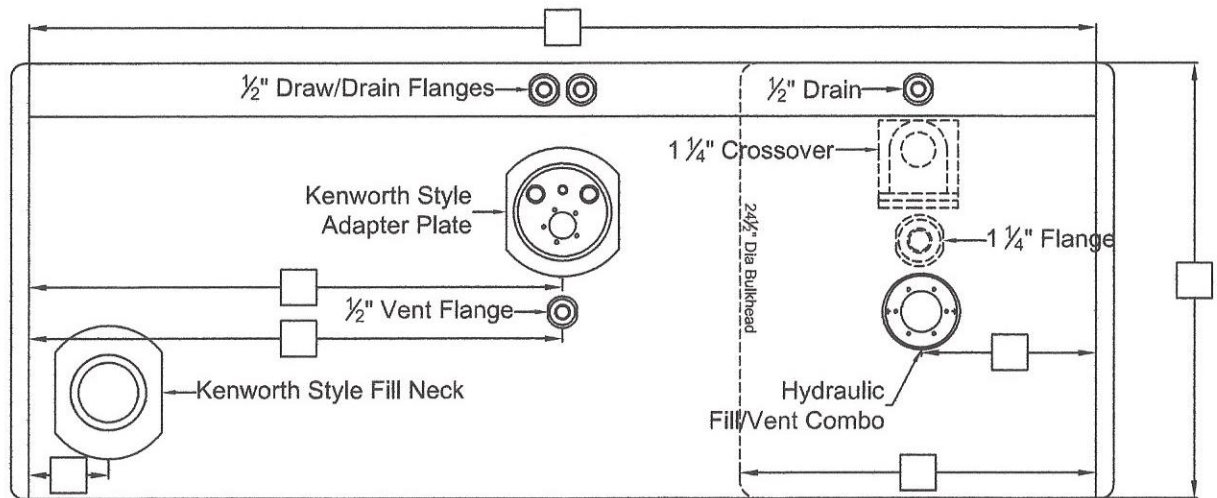 ½" Draw/Drain Flanges
½" Drain
1 ¼" Crossover
Kenworth Style
Adapter Plate
24½" Dia Bulkhead
1 ¼" Flange
½" Vent Flange
Kenworth Style Fill Neck
Hydraulic
Fill/Vent Combo